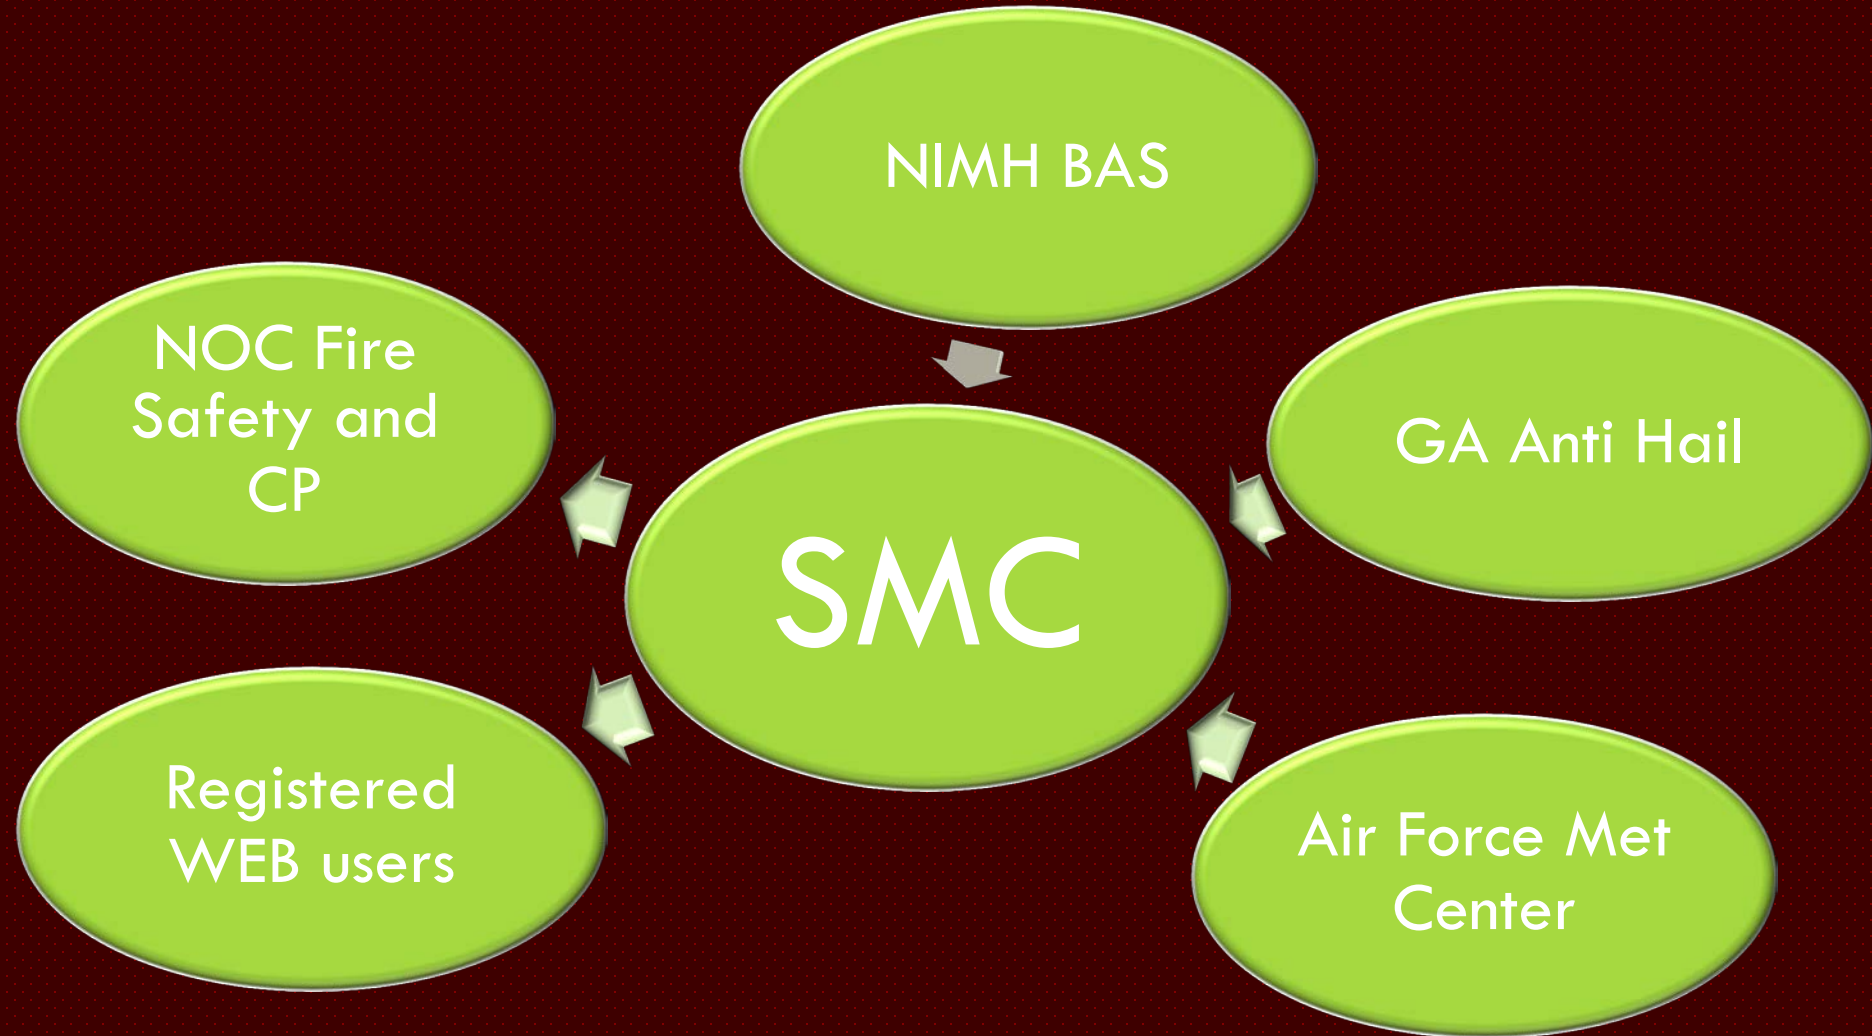 NIMH BAS
NOC Fire
Safety and
CP
GA Anti Hail
SMC
Registered
WEB users
Air Force Met
Center